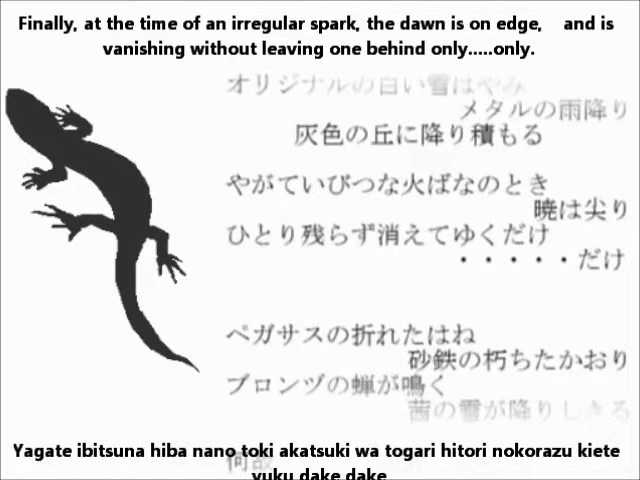 Finally, at the time of an irregular spark, the dawn is on edge,    and is
vanishing without leaving one behind only.....only.
オリジナルの白い雪はやみ
メタルの雨降り
灰色の丘に降り積もる
やがていびつな火ばなのとき
暁は尖り
ひとり残らず消えてゆくだけ
・・・・・だけ
ペガサスの折れたはね
砂鉄の朽ちたかおり
ブロンヅの蝉が鳴く
茜の雪が降りしきる
Yagate ibitsuna hiba nano toki akatsuki wa togari hitori nokorazu kiete
何故
yuku dake dake